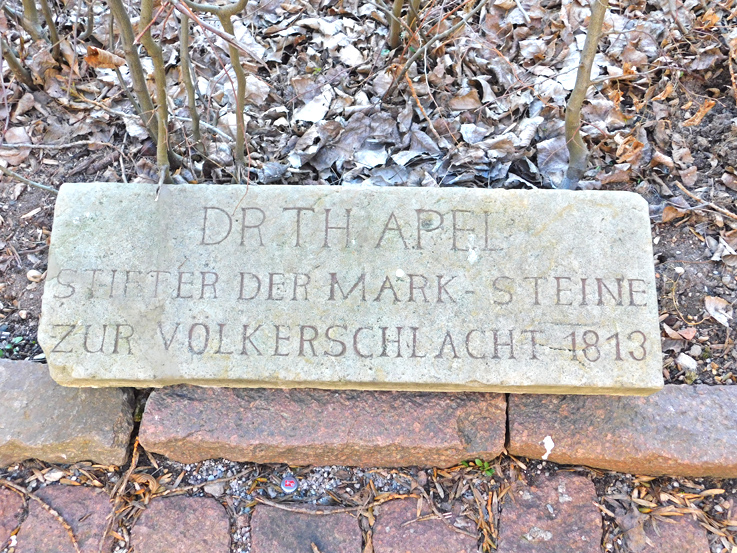 DR TH APEL
STIFTER DER MARK-STEINE
ZUR VÖLKERSCHLACHT 1813